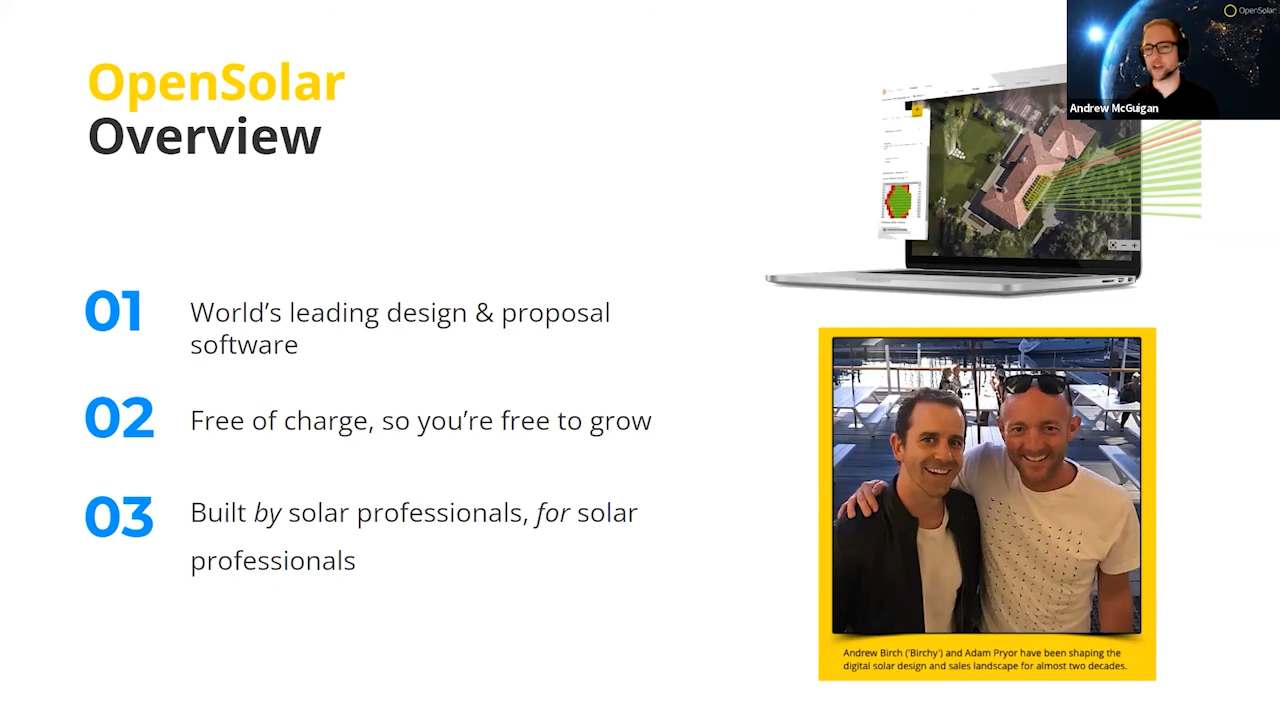 OpenSolar
Overview
01
World’s leading design & proposal
software
02
Free of charge, so you’re free to grow
03
Built by solar professionals, for solar
professionals
OpenSolar
Andrew McGuigan
Andrew Birch ('Birchy') and Adam Pryor have been shaping the
digital solar design and sales landscape for almost two decades.